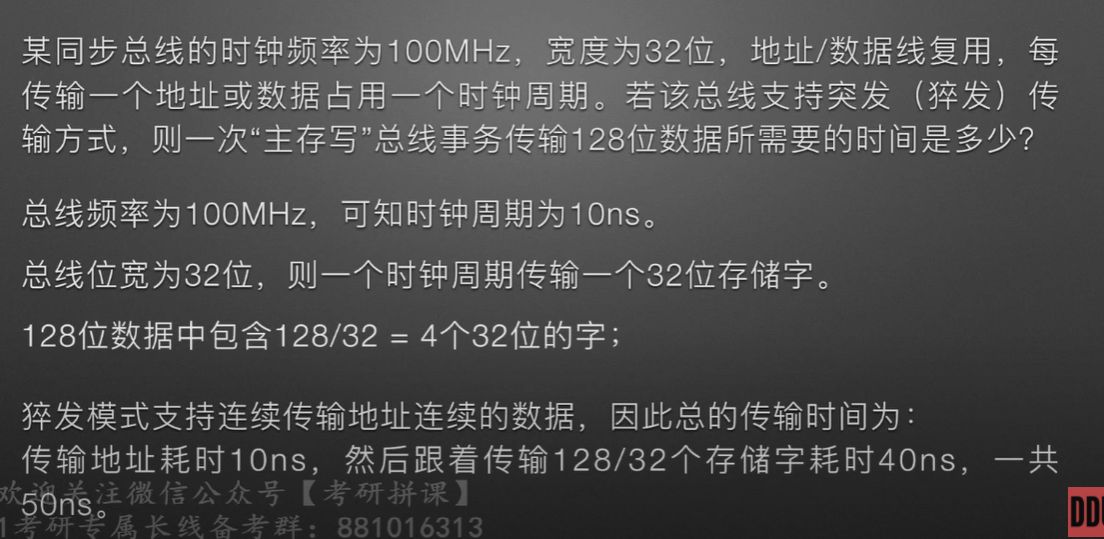 某同步总线的时钟频率为100MHz，宽度为32位，地址/数据线复用，每
传输一个地址或数据占用一个时钟周期。若该总线支持突发（猝发）传
输方式，则一次“主存写”总线事务传输128位数据所需要的时间是多少？
总线频率为100MHz，可知时钟周期为10ns。
总线位宽为32位，则一个时钟周期传输一个32位存储字。
128位数据中包含128/32 = 4个32位的字；
猝发模式支持连续传输地址连续的数据，因此总的传输时间为：
传输地址耗时10ns，然后跟着传输128/32个存储字耗时40ns，一共
欢迎关注微信公众号【考研拼课】
50ns。
1考研专属长线备考群：881016313